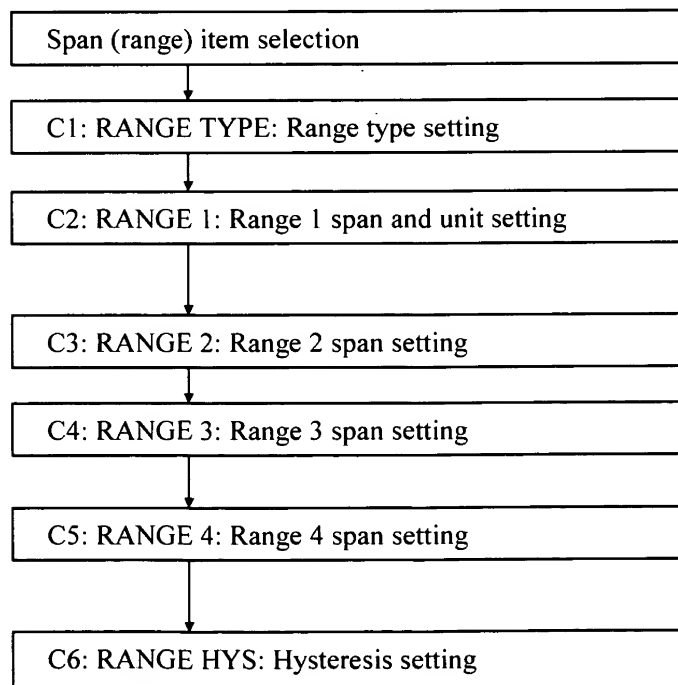 Span (range) item selection
C1: RANGE TYPE: Range type setting
C2: RANGE 1: Range 1 span and unit setting
C3: RANGE 2: Range 2 span setting
C4: RANGE 3: Range 3 span setting
C5: RANGE 4: Range 4 span setting
C6: RANGE HYS: Hysteresis setting